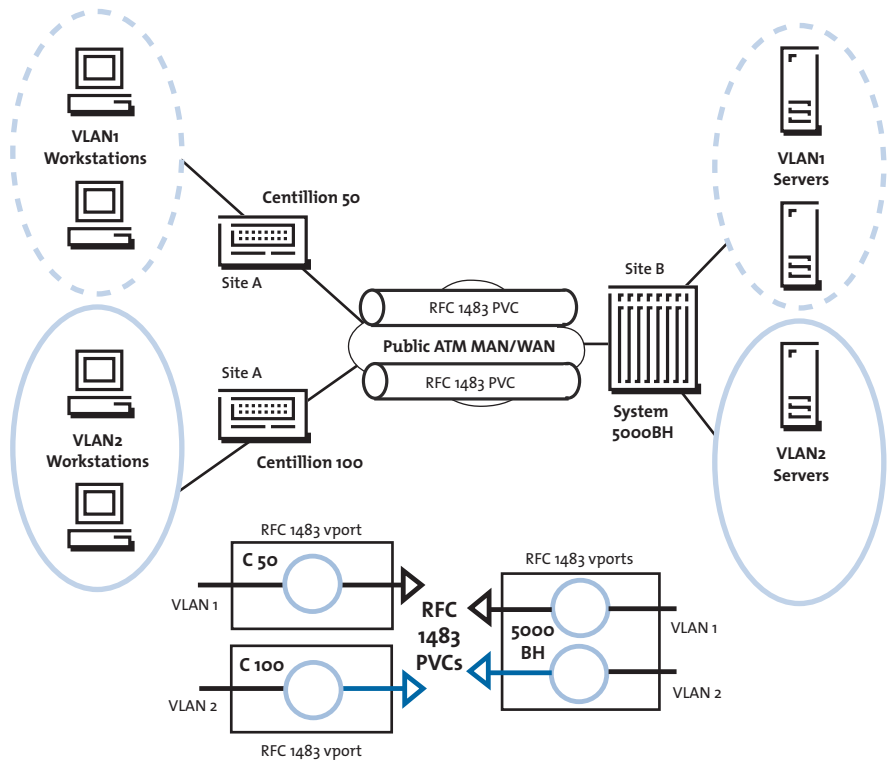 VLAN1
Workstations
Centillion 50
Site A
VLAN1
Servers
Site B
RFC 1483 PVC
Public ATM MAN/WAN
RFC 1483 PVC
Site A
Centillion 100
VLAN2
Workstations
System
5000BH
VLAN2
Servers
RFC 1483 vport
C 50
VLAN 1
RFC
1483
PVCs
RFC 1483 vports
5000
BH
VLAN 1
C 100
VLAN 2
VLAN 2
RFC 1483 vport